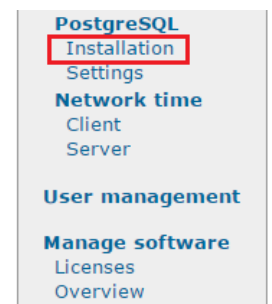 PostgreSQL
Installation
Settings
Network time
Client
Server
User management
Manage software
Licenses
Overview